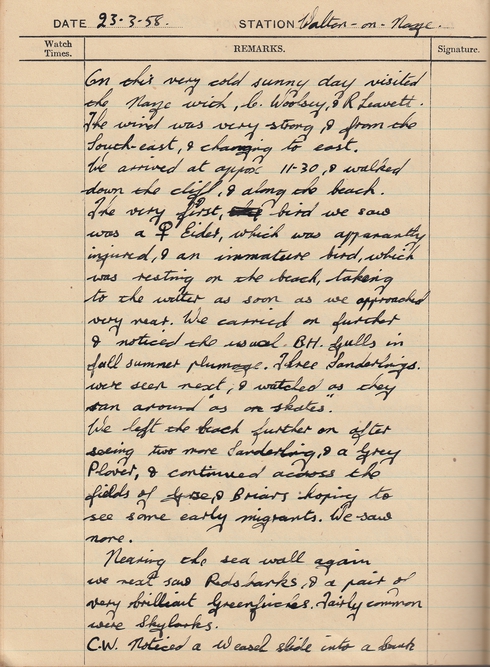 DATE 23-3-58. STATION Walton-on-Naze.
Watch Times. REMARKS. Signature.
On this very cold sunny day visited
the Naze with, C. Woolsey, & R Leavett.
The wind was very strong, & from the
South-east, & changing to east.
We arrived at approx 11-30, & walked
down the cliff, & along the beach.
The very first, bird we saw
was a ♀ Eider, which was apparantly
injured, & an immature bird, which
was resting on the beach, taking
to the water as soon as we approached
very near. We carried on further
& noticed the usual BH. gulls in
full summer plumage. Three Sanderlings.
were seen next, & watched as they
ran around "as on skates".
We left the beach further on after
seeing two more Sanderling, & a Grey
Plover, & continued across the
fields of Gorse, & Briars hoping to
see some early migrants. We saw
none.
Nearing the sea wall again
we next saw Redshanks, & a pair of
very brilliant Greenfinches. Fairly common
were Skylarks.
C.W. Noticed a Weasel slide into a bank